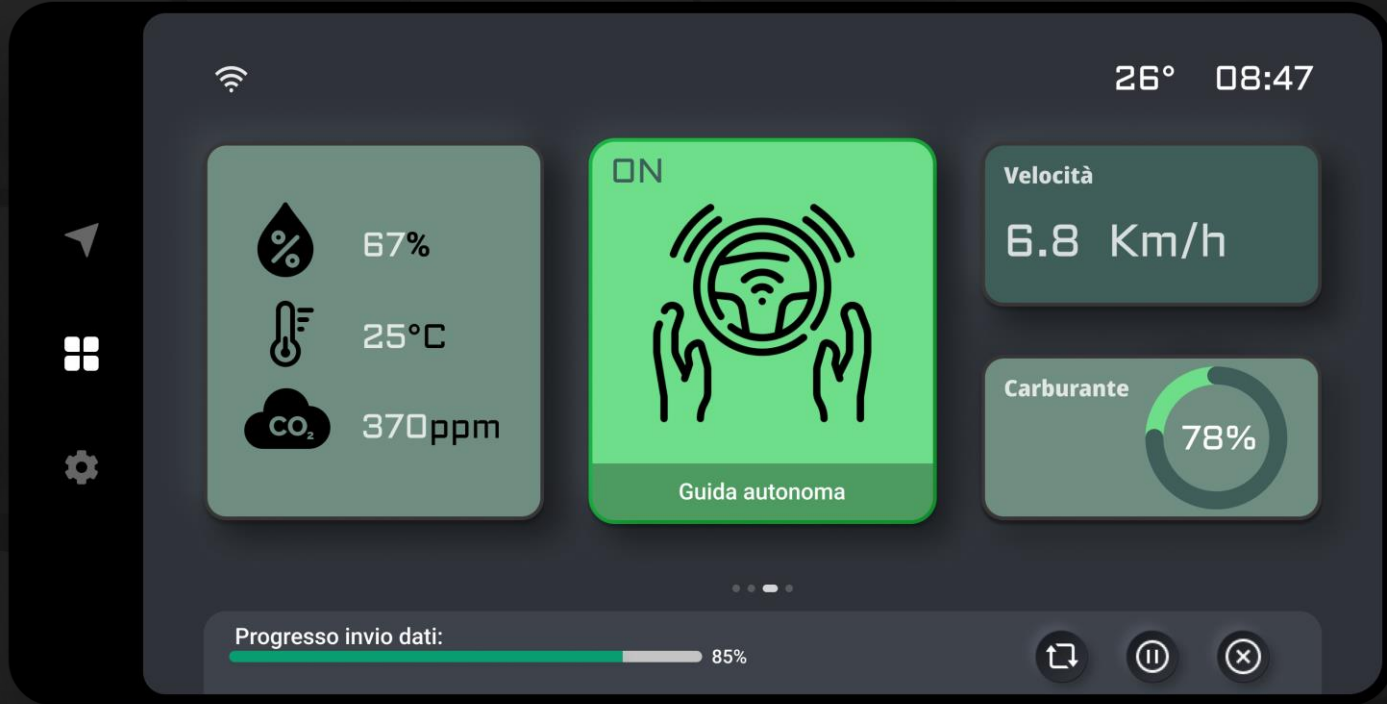 26° 08:47
67%
25°C
CO₂ 370ppm
ON
Guida autonoma
Velocità
6.8 Km/h
Carburante
78%
Progresso invio dati:
85%